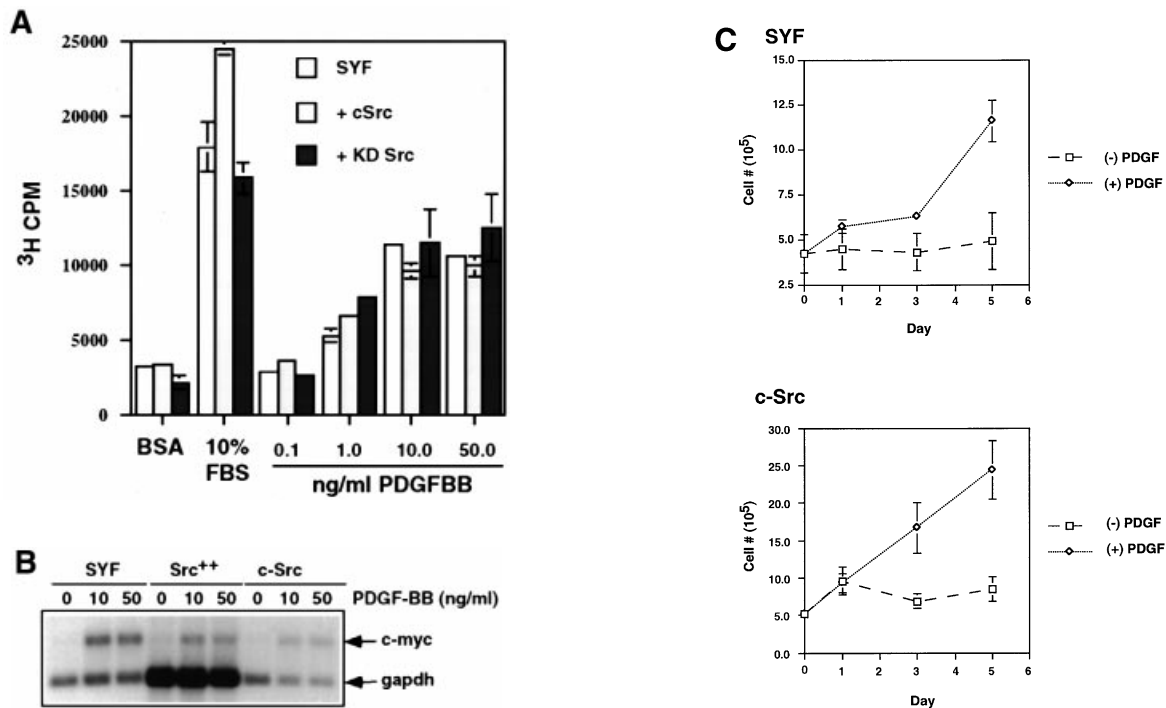 A
25000
20000
15000
10000
5000
0
³H CPM
SYF
+ cSrc
+ KD Src
BSA
10%
FBS
0.1 1.0 10.0 50.0
ng/ml PDGFBB
B
SYF Src⁺⁺ c-Src
0 10 50 0 10 50 0 10 50 PDGF-BB (ng/ml)
c-myc
gapdh
C SYF
15.0
12.5
10.0
7.5
5.0
2.5
Cell # (10⁵)
0 1 2 3 4 5 6
Day
(-) PDGF
(+) PDGF
c-Src
30.0
25.0
20.0
15.0
10.0
5.0
0.0
Cell # (10⁵)
0 1 2 3 4 5 6
Day
(-) PDGF
(+) PDGF